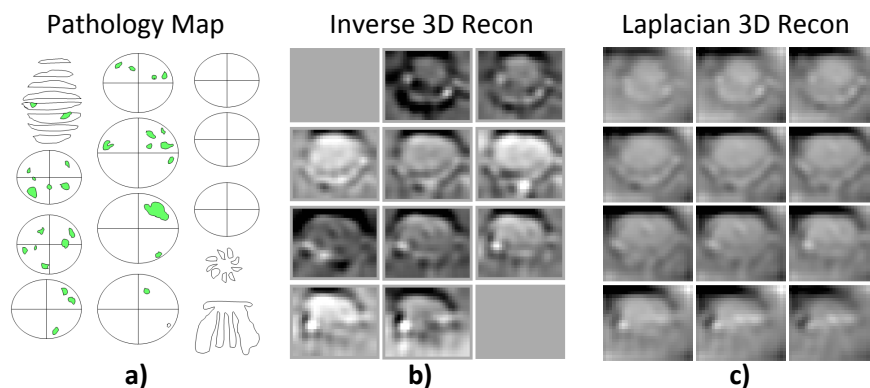 Pathology Map
Inverse 3D Recon
Laplacian 3D Recon
a)
b)
c)